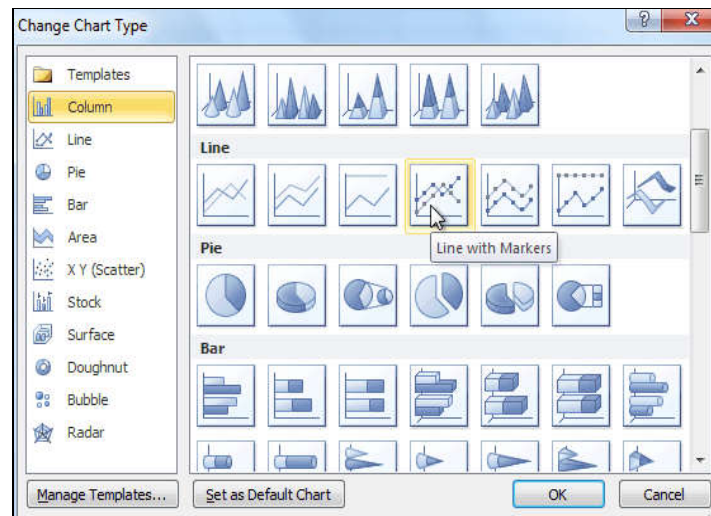 Change Chart Type
Templates
Column
Line
Pie
Bar
Area
X Y (Scatter)
Stock
Surface
Doughnut
Bubble
Radar
Line
Line with Markers
Pie
Bar
Manage Templates...
Set as Default Chart
OK
Cancel